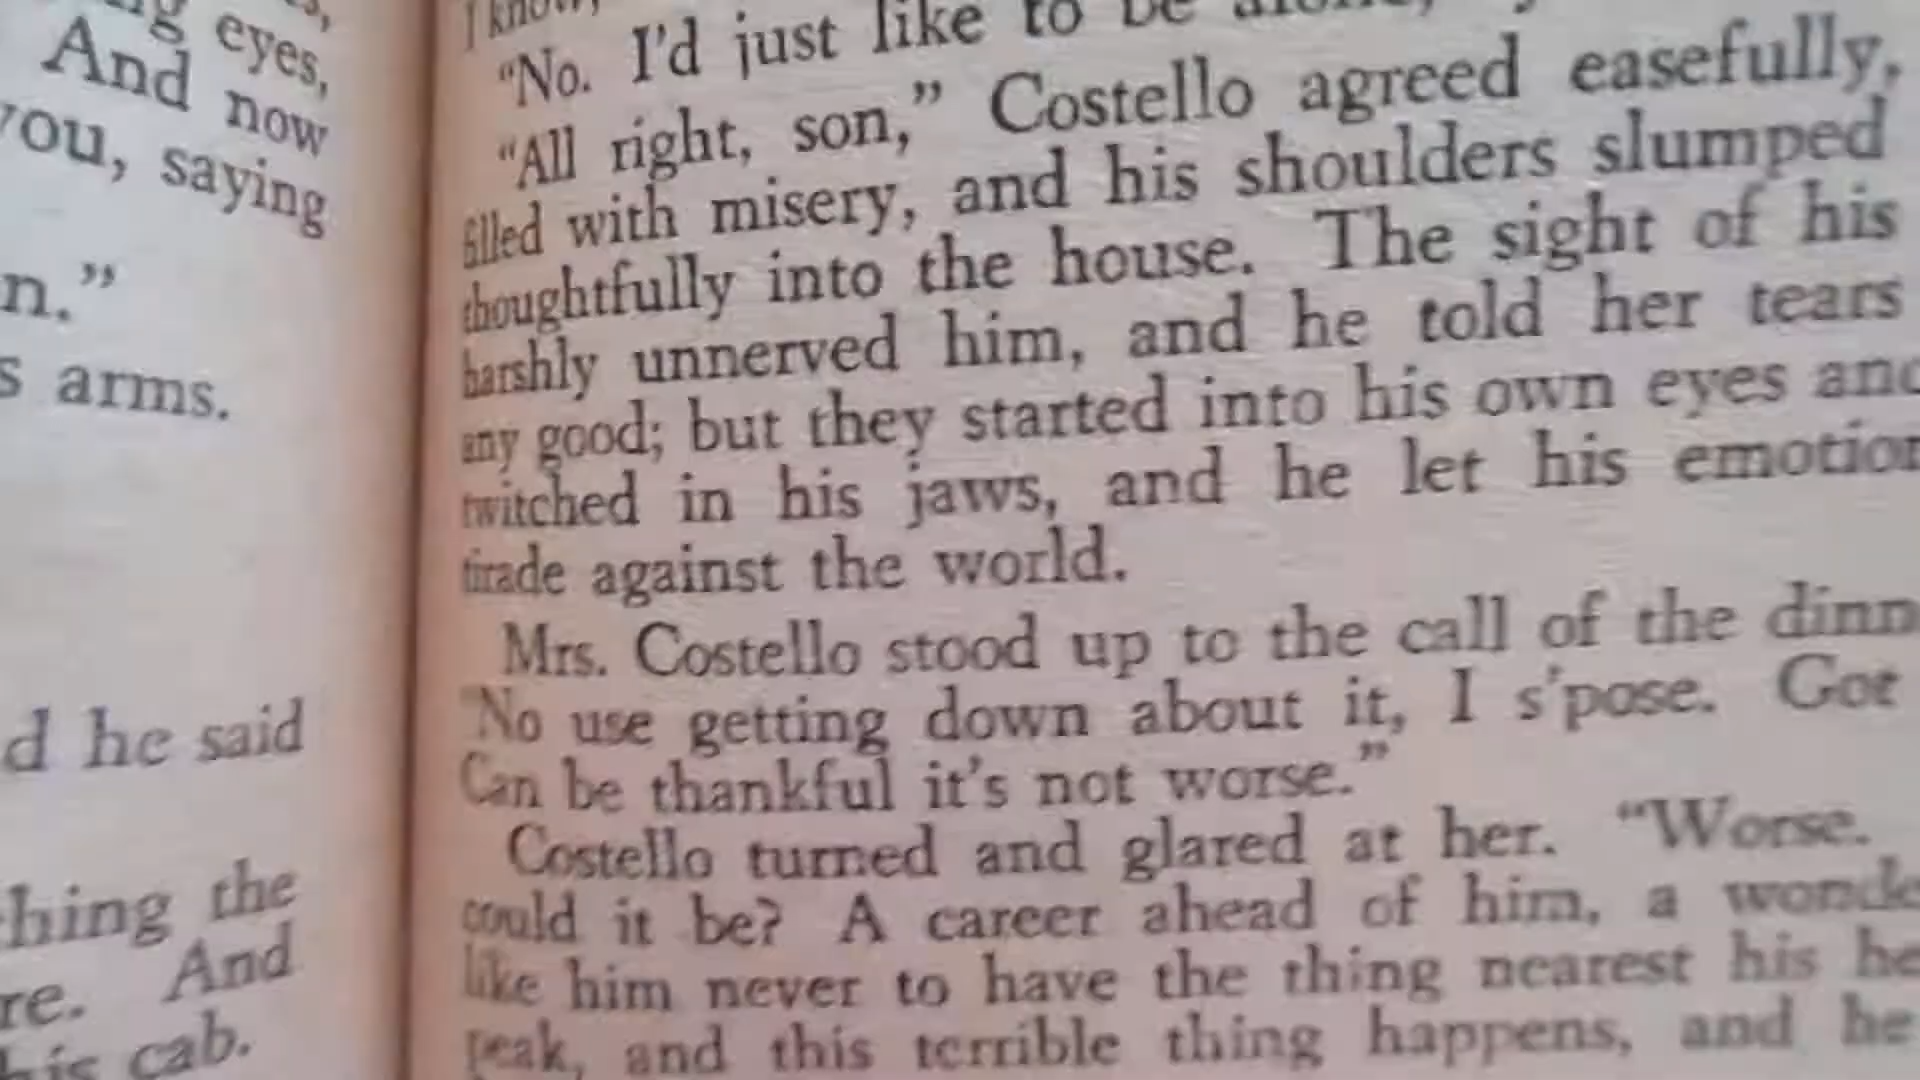 eyes,
And now
you, saying
n."
s arms.
d he said
hing the
re. And
his cab.
I know,
"No. I'd just like to be alone,
"All right, son," Costello agreed easefully,
filled with misery, and his shoulders slumped
thoughtfully into the house. The sight of his
harshly unnerved him, and he told her tears
any good; but they started into his own eyes and
twitched in his jaws, and he let his emotion
tirade against the world.
Mrs. Costello stood up to the call of the dinn
"No use getting down about it, I s'pose. Got
Can be thankful it's not worse."
Costello turned and glared at her. "Worse.
could it be? A career ahead of him, a wonde
like him never to have the thing nearest his he
peak, and this terrible thing happens, and he